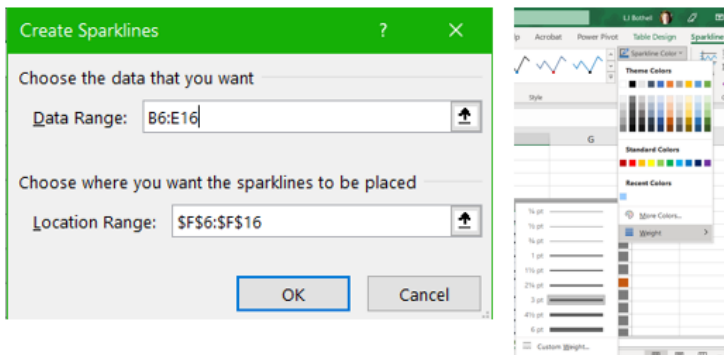 Create Sparklines
Choose the data that you want
Data Range: B6:E16
Choose where you want the sparklines to be placed
Location Range: $F$6:$F$16
OK Cancel
LJ Bothel
Acrobat Power Pivot Table Design Sparkline
Sparkline Color
Theme Colors
Style
G
Standard Colors
Recent Colors
More Colors...
Weight
¼ pt
½ pt
¾ pt
1 pt
1½ pt
2¼ pt
3 pt
4½ pt
6 pt
Custom Weight...